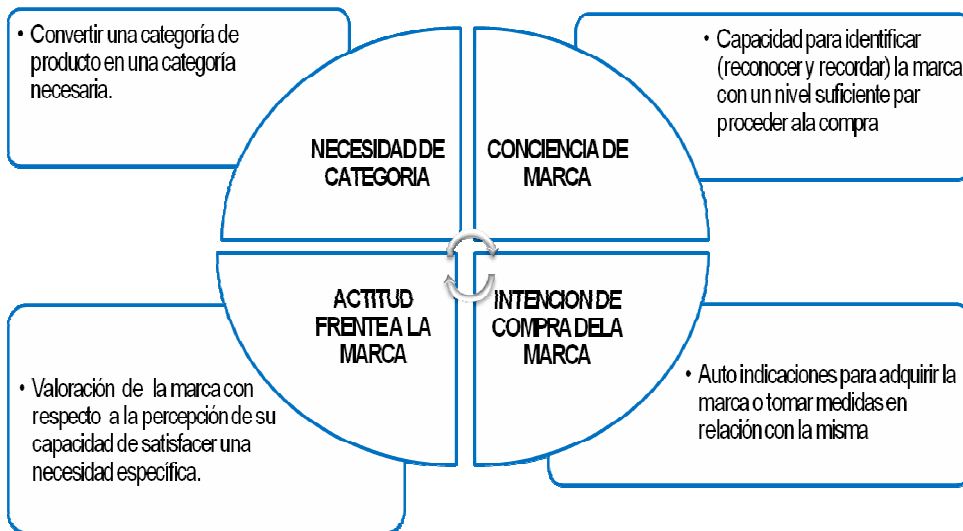 • Convertir una categoría de
producto en una categoría
necesaria.
• Capacidad para identificar
(reconocer y recordar) la marca
con un nivel suficiente par
proceder ala compra
NECESIDAD DE
CATEGORIA
CONCIENCIA DE
MARCA
ACTITUD
FRENTE A LA
MARCA
INTENCION DE
COMPRA DELA
MARCA
• Valoración de la marca con
respecto a la percepción de su
capacidad de satisfacer una
necesidad específica.
• Auto indicaciones para adquirir la
marca o tomar medidas en
relación con la misma